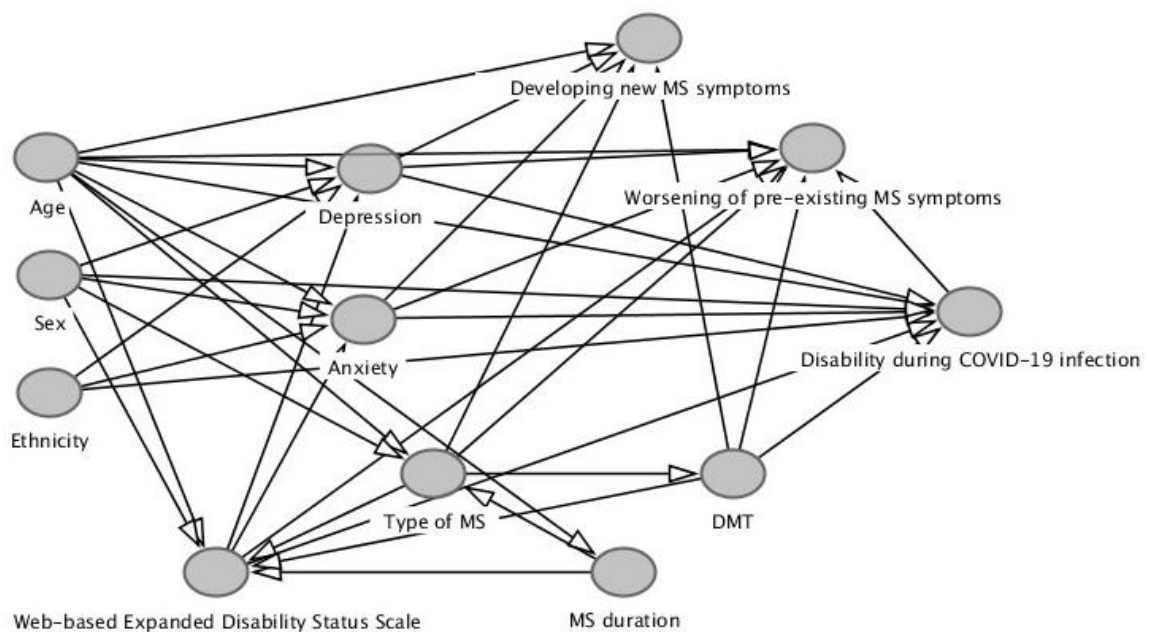 Developing new MS symptoms
Age
Depression
Worsening of pre-existing MS symptoms
Sex
Anxiety
Disability during COVID-19 infection
Ethnicity
Type of MS
DMT
Web-based Expanded Disability Status Scale
MS duration